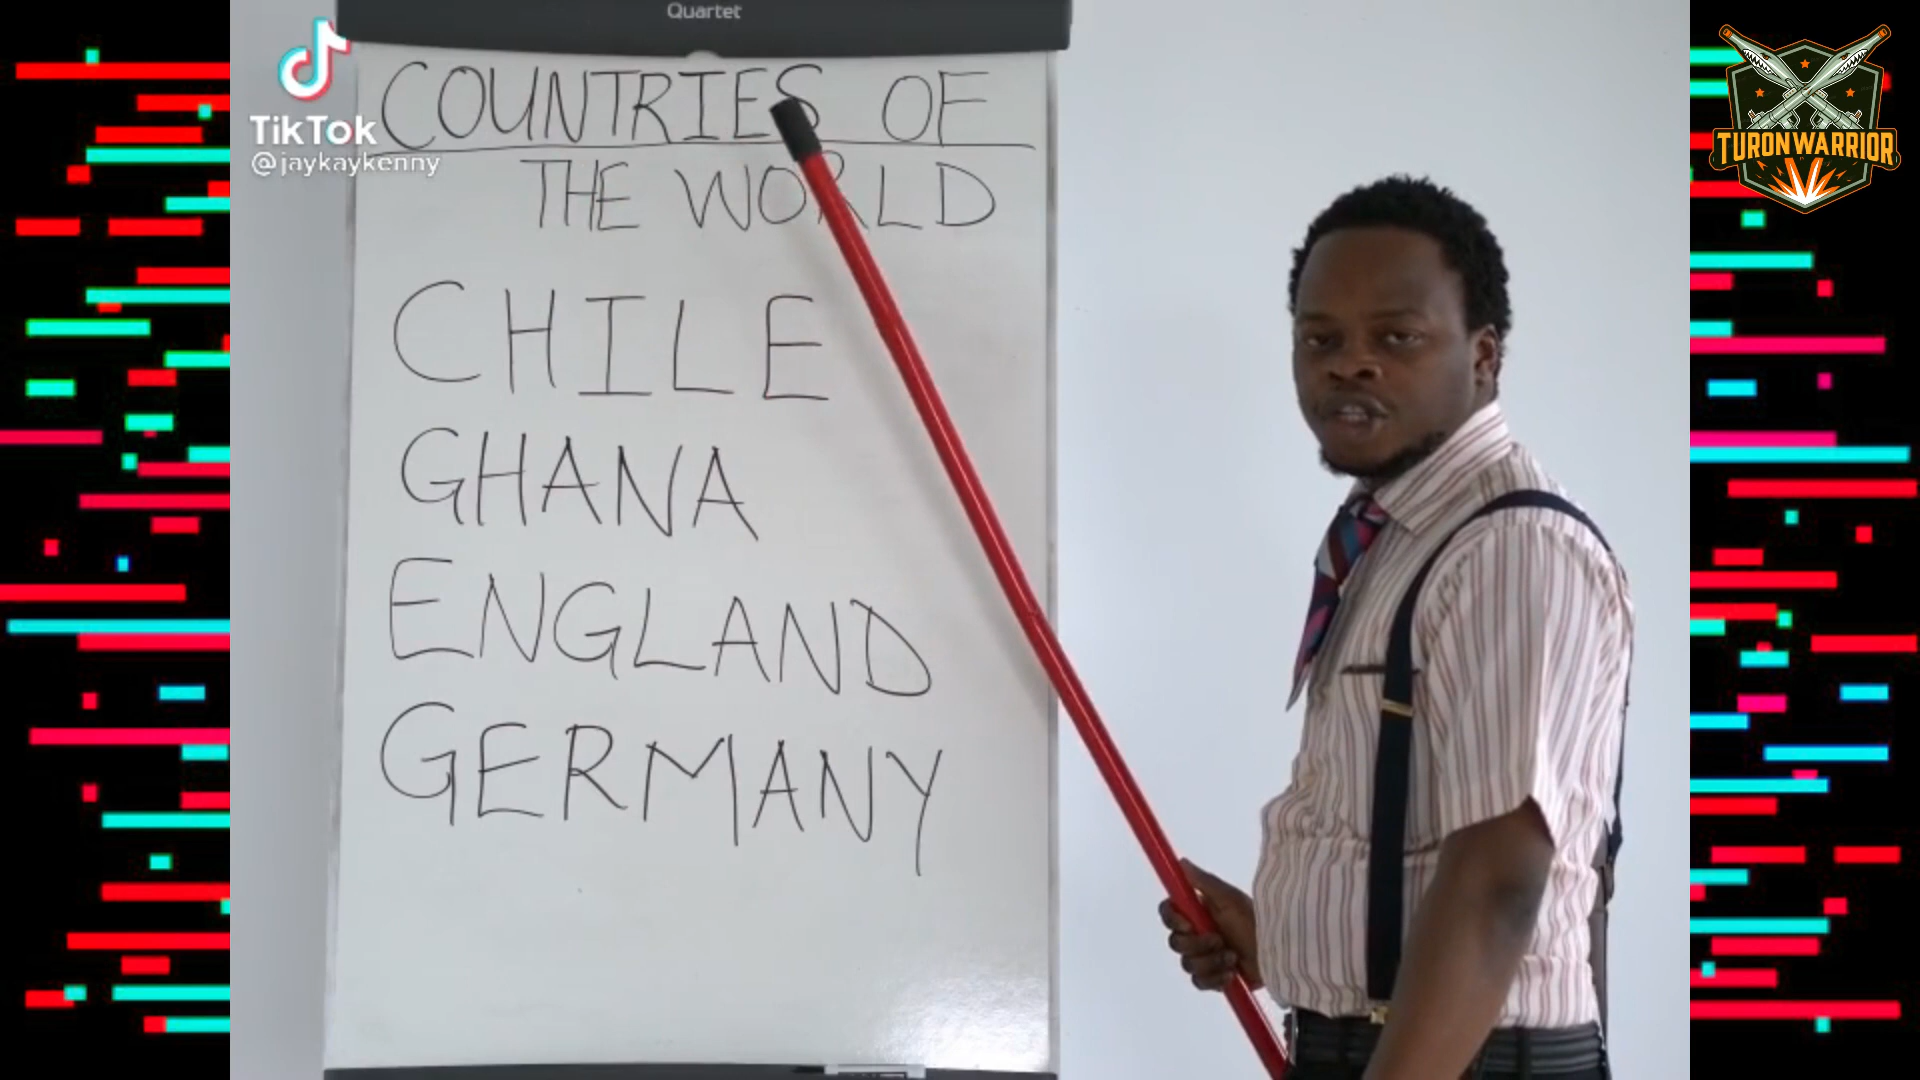 Quartet
TikTok
@jaykaykenny
TURONWARRIOR
COUNTRIES OF
THE WORLD
CHILE
GHANA
ENGLAND
GERMANY